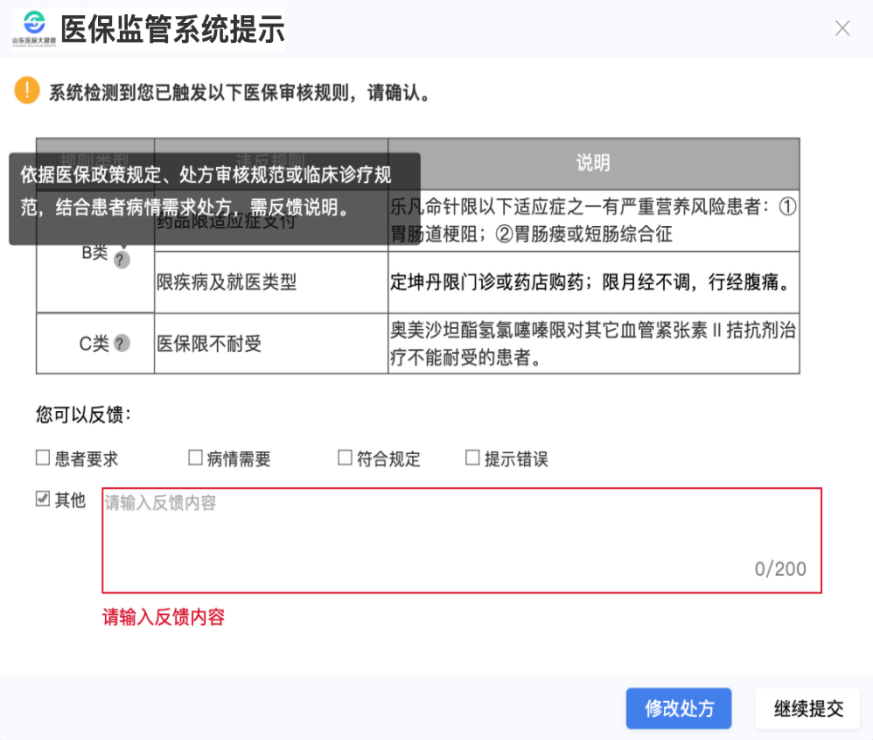 山东医保大健康
医保监管系统提示
系统检测到您已触发以下医保审核规则，请确认。
规则类型
违反规则
说明
依据医保政策规定、处方审核规范或临床诊疗规
范，结合患者病情需求处方，需反馈说明。
药品限适应症支付
乐凡命针限以下适应症之一有严重营养风险患者：①
胃肠道梗阻；②胃肠瘘或短肠综合征
B类 ?
限疾病及就医类型
定坤丹限门诊或药店购药；限月经不调，行经腹痛。
C类 ?
医保限不耐受
奥美沙坦酯氢氯噻嗪限对其它血管紧张素 II 拮抗剂治
疗不能耐受的患者。
您可以反馈：
患者要求
病情需要
符合规定
提示错误
其他
请输入反馈内容
0/200
请输入反馈内容
修改处方
继续提交